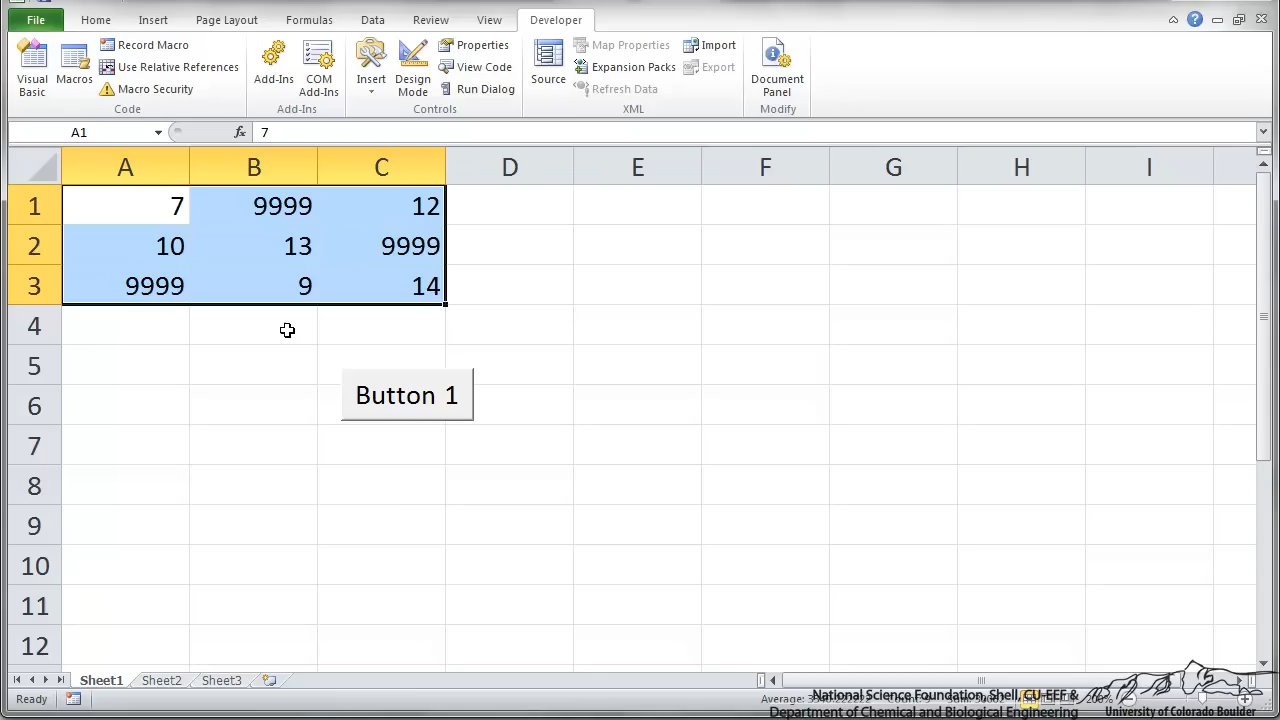 File Home Insert Page Layout Formulas Data Review View Developer
Visual Basic
Macros
Record Macro
Use Relative References
Macro Security
Code
Add-Ins
COM Add-Ins
Add-Ins
Insert
Design Mode
Properties
View Code
Run Dialog
Controls
Source
Map Properties
Expansion Packs
Refresh Data
Import
Export
XML
Document Panel
Modify
A1 fx 7
A B C D E F G H I
1 7 9999 12
2 10 13 9999
3 9999 9 14
4
5
6
Button 1
7
8
9
10
11
12
Sheet1 Sheet2 Sheet3
Ready
200%
National Science Foundation, Shell, CU-EEF &
Department of Chemical and Biological Engineering
University of Colorado Boulder